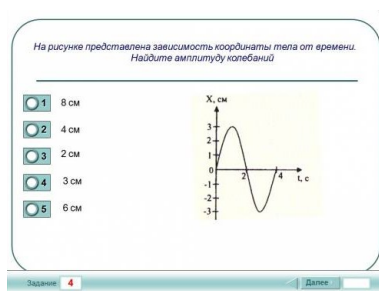 На рисунке представлена зависимость координаты тела от времени.
Найдите амплитуду колебаний
1 8 см
2 4 см
3 2 см
4 3 см
5 6 см
X, см
3
2
1
0
-1
-2
-3
2
4
t, с
Задание 4
Далее